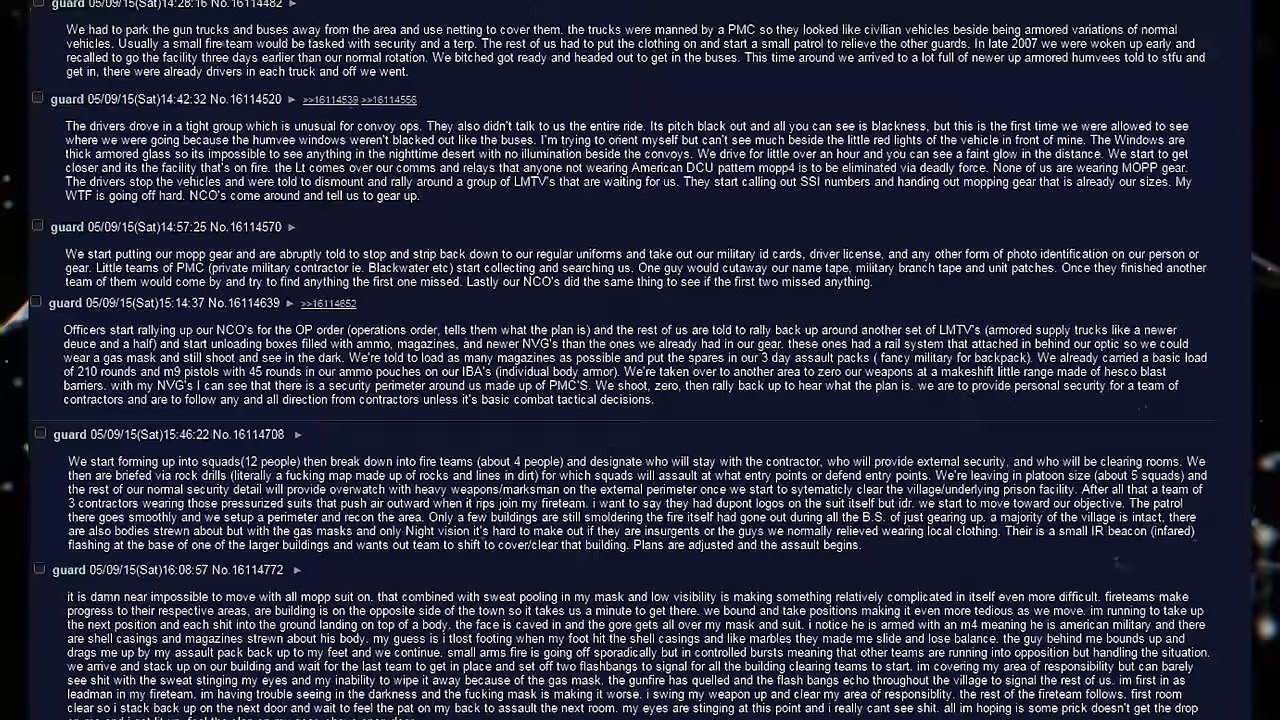 guard 05/09/15(Sat)14:28:16 No.16114482 ►
We had to park the gun trucks and buses away from the area and use netting to cover them. the trucks were manned by a PMC so they looked like civilian vehicles beside being armored variations of normal
vehicles. Usually a small fire team would be tasked with security and a terp. The rest of us had to put the clothing on and start a small patrol to relieve the other guards. In late 2007 we were woken up early and
recalled to go the facility three days earlier than our normal rotation. We bitched got ready and headed out to get in the buses. This time around we arrived to a lot full of newer up armored humvees told to stfu and
get in, there were already drivers in each truck and off we went.
guard 05/09/15(Sat)14:42:32 No.16114520 ► >>16114539 >>16114556
The drivers drove in a tight group which is unusual for convoy ops. They also didn't talk to us the entire ride. Its pitch black out and all you can see is blackness, but this is the first time we were allowed to see
where we were going because the humvee windows weren't blacked out like the buses. I'm trying to orient myself but can't see much beside the little red lights of the vehicle in front of mine. The Windows are
thick armored glass so its impossible to see anything in the nighttime desert with no illumination beside the convoys. We drive for little over an hour and you can see a faint glow in the distance. We start to get
closer and its the facility that's on fire. the Lt comes over our comms and relays that anyone not wearing American DCU pattern mopp4 is to be eliminated via deadly force. None of us are wearing MOPP gear.
The drivers stop the vehicles and were told to dismount and rally around a group of LMTV's that are waiting for us. They start calling out SSI numbers and handing out mopping gear that is already our sizes. My
WTF is going off hard. NCO's come around and tell us to gear up.
guard 05/09/15(Sat)14:57:25 No.16114570 ►
We start putting our mopp gear and are abruptly told to stop and strip back down to our regular uniforms and take out our military id cards, driver license, and any other form of photo identification on our person or
gear. Little teams of PMC (private military contractor ie. Blackwater etc) start collecting and searching us. One guy would cutaway our name tape, military branch tape and unit patches. Once they finished another
team of them would come by and try to find anything the first one missed. Lastly our NCO's did the same thing to see if the first two missed anything.
guard 05/09/15(Sat)15:14:37 No.16114639 ► >>16114652
Officers start rallying up our NCO's for the OP order (operations order, tells them what the plan is) and the rest of us are told to rally back up around another set of LMTV's (armored supply trucks like a newer
deuce and a half) and start unloading boxes filled with ammo, magazines, and newer NVG's than the ones we already had in our gear. these ones had a rail system that attached in behind our optic so we could
wear a gas mask and still shoot and see in the dark. We're told to load as many magazines as possible and put the spares in our 3 day assault packs ( fancy military for backpack). We already carried a basic load
of 210 rounds and m9 pistols with 45 rounds in our ammo pouches on our IBA's (individual body armor). We're taken over to another area to zero our weapons at a makeshift little range made of hesco blast
barriers. with my NVG's I can see that there is a security perimeter around us made up of PMC'S. We shoot, zero, then rally back up to hear what the plan is. we are to provide personal security for a team of
contractors and are to follow any and all direction from contractors unless it's basic combat tactical decisions.
guard 05/09/15(Sat)15:46:22 No.16114708 ►
We start forming up into squads(12 people) then break down into fire teams (about 4 people) and designate who will stay with the contractor, who will provide external security, and who will be clearing rooms. We
then are briefed via rock drills (literally a fucking map made up of rocks and lines in dirt) for which squads will assault at what entry points or defend entry points. We're leaving in platoon size (about 5 squads) and
the rest of our normal security detail will provide overwatch with heavy weapons/marksman on the external perimeter once we start to sytematicly clear the village/underlying prison facility. After all that a team of
3 contractors wearing those pressurized suits that push air outward when it rips join my fireteam. i want to say they had dupont logos on the suit itself but idr. we start to move toward our objective. The patrol
there goes smoothly and we setup a perimeter and recon the area. Only a few buildings are still smoldering the fire itself had gone out during all the B.S. of just gearing up. a majority of the village is intact, there
are also bodies strewn about but with the gas masks and only Night vision it's hard to make out if they are insurgents or the guys we normally relieved wearing local clothing. Their is a small IR beacon (infared)
flashing at the base of one of the larger buildings and wants out team to shift to cover/clear that building. Plans are adjusted and the assault begins.
guard 05/09/15(Sat)16:08:57 No.16114772 ►
it is damn near impossible to move with all mopp suit on. that combined with sweat pooling in my mask and low visibility is making something relatively complicated in itself even more difficult. fireteams make
progress to their respective areas, are building is on the opposite side of the town so it takes us a minute to get there. we bound and take positions making it even more tedious as we move. im running to take up
the next position and each shit into the ground landing on top of a body. the face is caved in and the gore gets all over my mask and suit. i notice he is armed with an m4 meaning he is american military and there
are shell casings and magazines strewn about his body. my guess is i tlost footing when my foot hit the shell casings and like marbles they made me slide and lose balance. the guy behind me bounds up and
drags me up by my assault pack back up to my feet and we continue. small arms fire is going off sporadically but in controlled bursts meaning that other teams are running into opposition but handling the situation.
we arrive and stack up on our building and wait for the last team to get in place and set off two flashbangs to signal for all the building clearing teams to start. im covering my area of responsibility but can barely
see shit with the sweat stinging my eyes and my inability to wipe it away because of the gas mask. the gunfire has quelled and the flash bangs echo throughout the village to signal the rest of us. im first in as
leadman in my fireteam. im having trouble seeing in the darkness and the fucking mask is making it worse. i swing my weapon up and clear my area of responsiblity. the rest of the fireteam follows. first room
clear so i stack back up on the next door and wait to feel the pat on my back to assault the next room. my eyes are stinging at this point and i really cant see shit. all im hoping is some prick doesn't get the drop